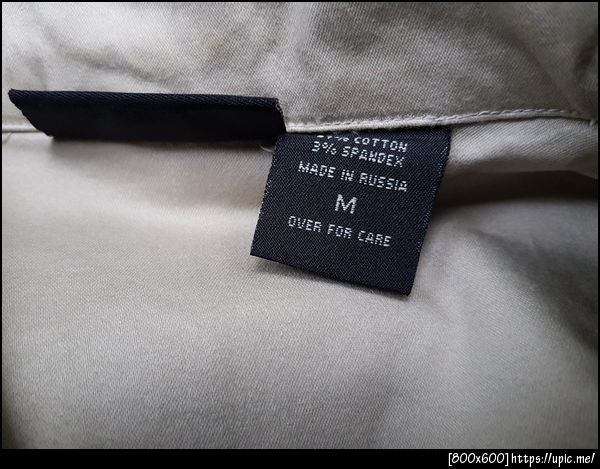 % COTTON
3% SPANDEX
MADE IN RUSSIA
M
OVER FOR CARE
[800x600]https://upic.me/